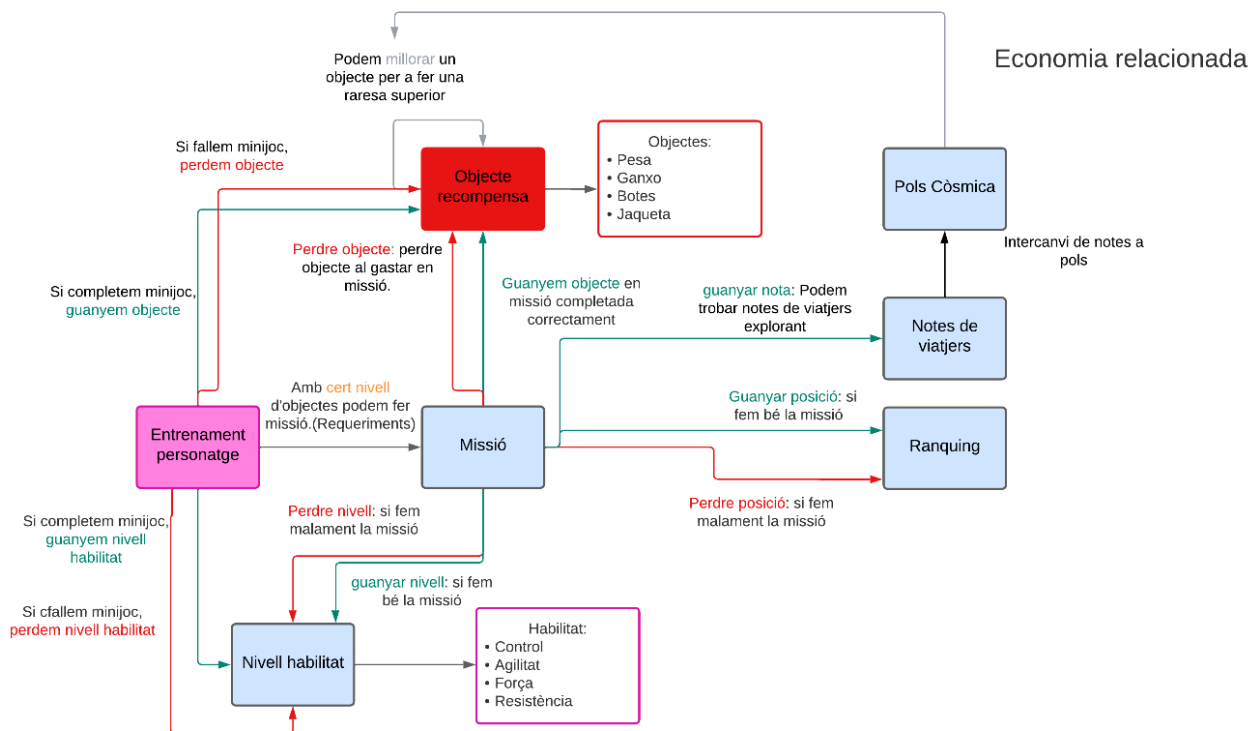 Economia relacionada
Podem millorar un
objecte per a fer una
raresa superior
Si fallem minijoc,
perdem objecte
Objecte
recompensa
Objectes:
• Pesa
• Ganxo
• Botes
• Jaqueta
Pols Còsmica
Intercanvi de notes a
pols
Perdre objecte: perdre
objecte al gastar en
missió.
Si completem minijoc,
guanyem objecte
Guanyem objecte en
missió completada
correctament
guanyar nota: Podem
trobar notes de viatjers
explorant
Notes de
viatjers
Amb cert nivell
d'objectes podem fer
missió.(Requeriments)
Guanyar posició: si
fem bé la missió
Entrenament
personatge
Missió
Ranquing
Perdre nivell: si fem
malament la missió
Perdre posició: si fem
malament la missió
Si completem minijoc,
guanyem nivell
habilitat
guanyar nivell: si fem
bé la missió
Si cfallem minijoc,
perdem nivell habilitat
Nivell habilitat
Habilitat:
• Control
• Agilitat
• Força
• Resistència